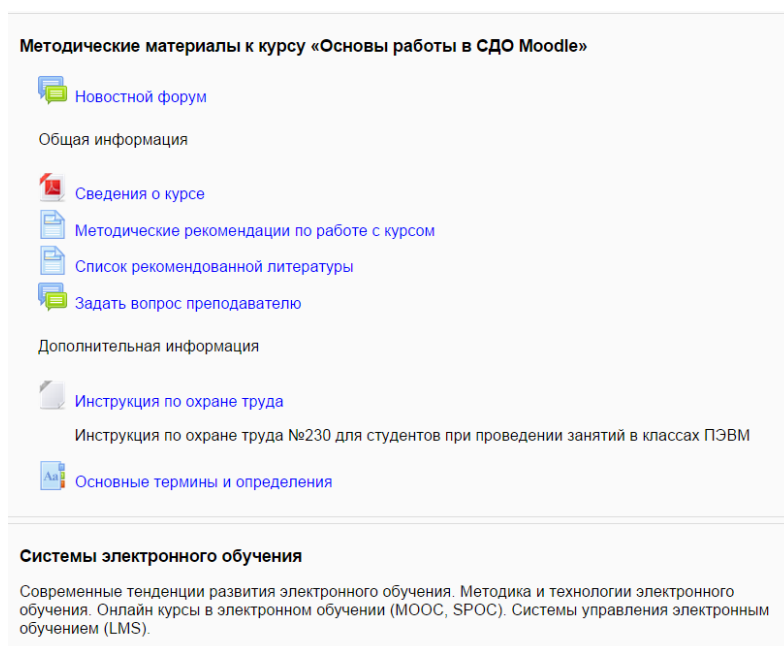 Методические материалы к курсу «Основы работы в СДО Moodle»
Новостной форум
Общая информация
Сведения о курсе
Методические рекомендации по работе с курсом
Список рекомендованной литературы
Задать вопрос преподавателю
Дополнительная информация
Инструкция по охране труда
Инструкция по охране труда №230 для студентов при проведении занятий в классах ПЭВМ
Aa
Основные термины и определения
Системы электронного обучения
Современные тенденции развития электронного обучения. Методика и технологии электронного
обучения. Онлайн курсы в электронном обучении (MOOC, SPOC). Системы управления электронным
обучением (LMS).